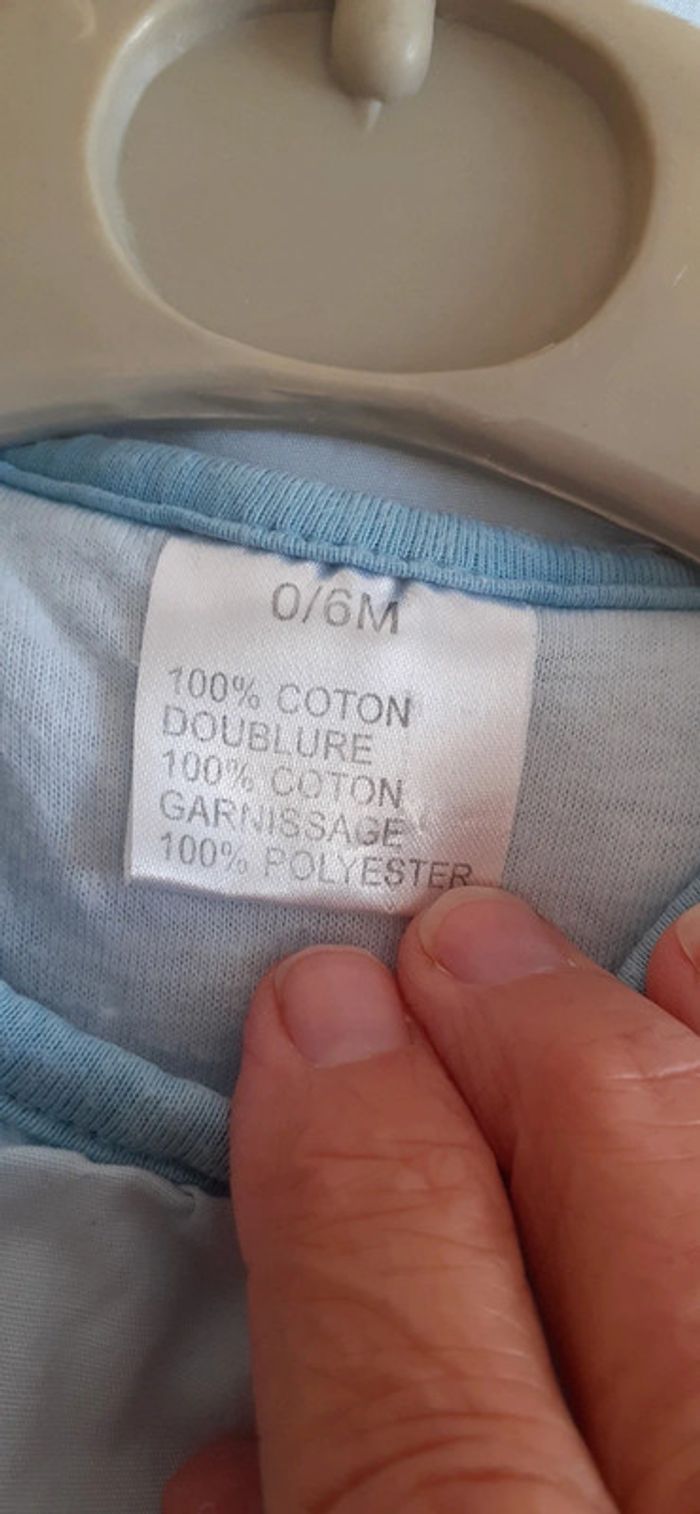 0/6M
100% COTON
DOUBLURE
100% COTON
GARNISSAGE
100% POLYESTER